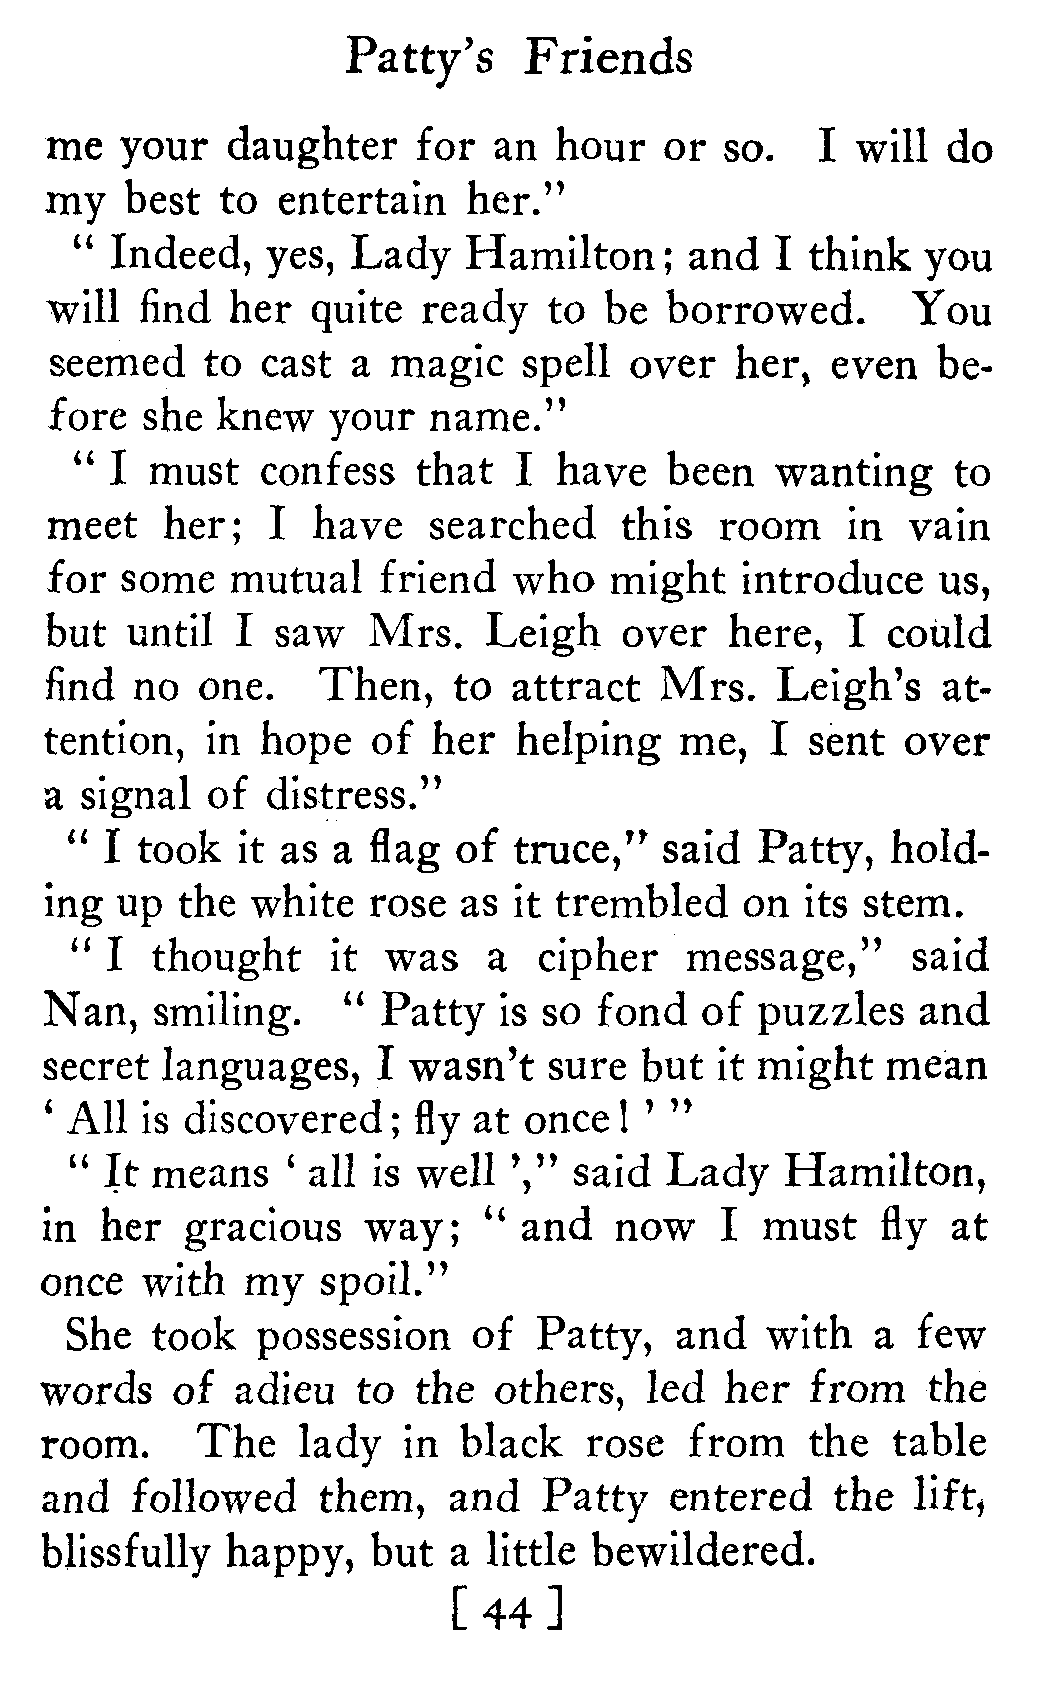 Patty's Friends
me your daughter for an hour or so. I will do
my best to entertain her."
" Indeed, yes, Lady Hamilton; and I think you
will find her quite ready to be borrowed. You
seemed to cast a magic spell over her, even be-
fore she knew your name."
" I must confess that I have been wanting to
meet her; I have searched this room in vain
for some mutual friend who might introduce us,
but until I saw Mrs. Leigh over here, I could
find no one. Then, to attract Mrs. Leigh's at-
tention, in hope of her helping me, I sent over
a signal of distress."
" I took it as a flag of truce," said Patty, hold-
ing up the white rose as it trembled on its stem.
" I thought it was a cipher message," said
Nan, smiling. " Patty is so fond of puzzles and
secret languages, I wasn't sure but it might mean
' All is discovered; fly at once! ' "
" It means ' all is well '," said Lady Hamilton,
in her gracious way; " and now I must fly at
once with my spoil."
She took possession of Patty, and with a few
words of adieu to the others, led her from the
room. The lady in black rose from the table
and followed them, and Patty entered the lift,
blissfully happy, but a little bewildered.
[ 44 ]